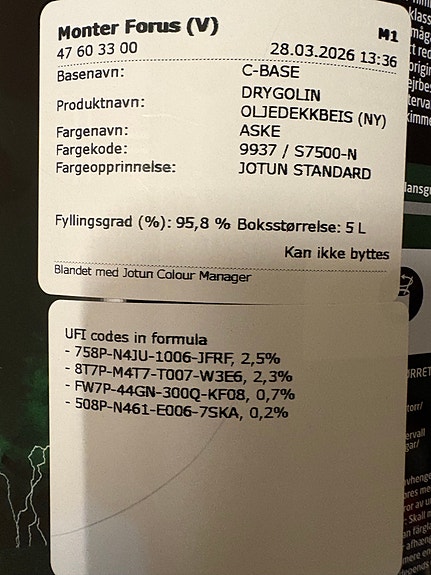 Monter Forus (V)
M1
47 60 33 00
28.03.2026 13:36
Basenavn: C-BASE
Produktnavn: DRYGOLIN
OLJEDEKKBEIS (NY)
Fargenavn: ASKE
Fargekode: 9937 / S7500-N
Fargeopprinnelse: JOTUN STANDARD
Fyllingsgrad (%): 95,8 % Boksstørrelse: 5 L
Kan ikke byttes
Blandet med Jotun Colour Manager
UFI codes in formula
- 758P-N4JU-1006-JFRF, 2,5%
- 8T7P-M4T7-T007-W3E6, 2,3%
- FW7P-44GN-300Q-KF08, 0,7%
- 508P-N461-E006-7SKA, 0,2%